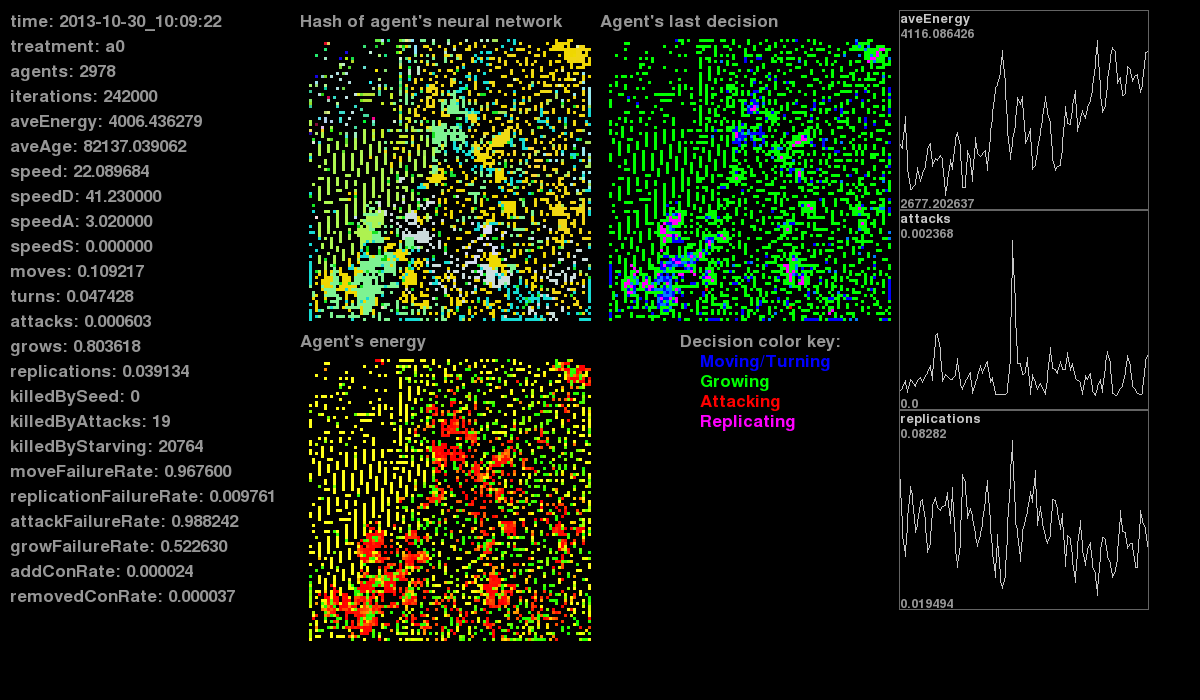 time: 2013-10-30_10:09:22
treatment: a0
agents: 2978
iterations: 242000
aveEnergy: 4006.436279
aveAge: 82137.039062
speed: 22.089684
speedD: 41.230000
speedA: 3.020000
speedS: 0.000000
moves: 0.109217
turns: 0.047428
attacks: 0.000603
grows: 0.803618
replications: 0.039134
killedBySeed: 0
killedByAttacks: 19
killedByStarving: 20764
moveFailureRate: 0.967600
replicationFailureRate: 0.009761
attackFailureRate: 0.988242
growFailureRate: 0.522630
addConRate: 0.000024
removedConRate: 0.000037
Hash of agent's neural network
Agent's last decision
Agent's energy
Decision color key:
Moving/Turning
Growing
Attacking
Replicating
aveEnergy
4116.086426
2677.202637
attacks
0.002368
0.0
replications
0.08282
0.019494